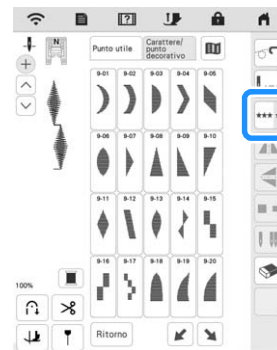 N
Punto utile
Carattere/
punto
decorativo
9-01 9-02 9-03 9-04 9-05
9-06 9-07 9-08 9-09 9-10
9-11 9-12 9-13 9-14 9-15
9-16 9-17 9-18 9-19 9-20
100%
Ritorno